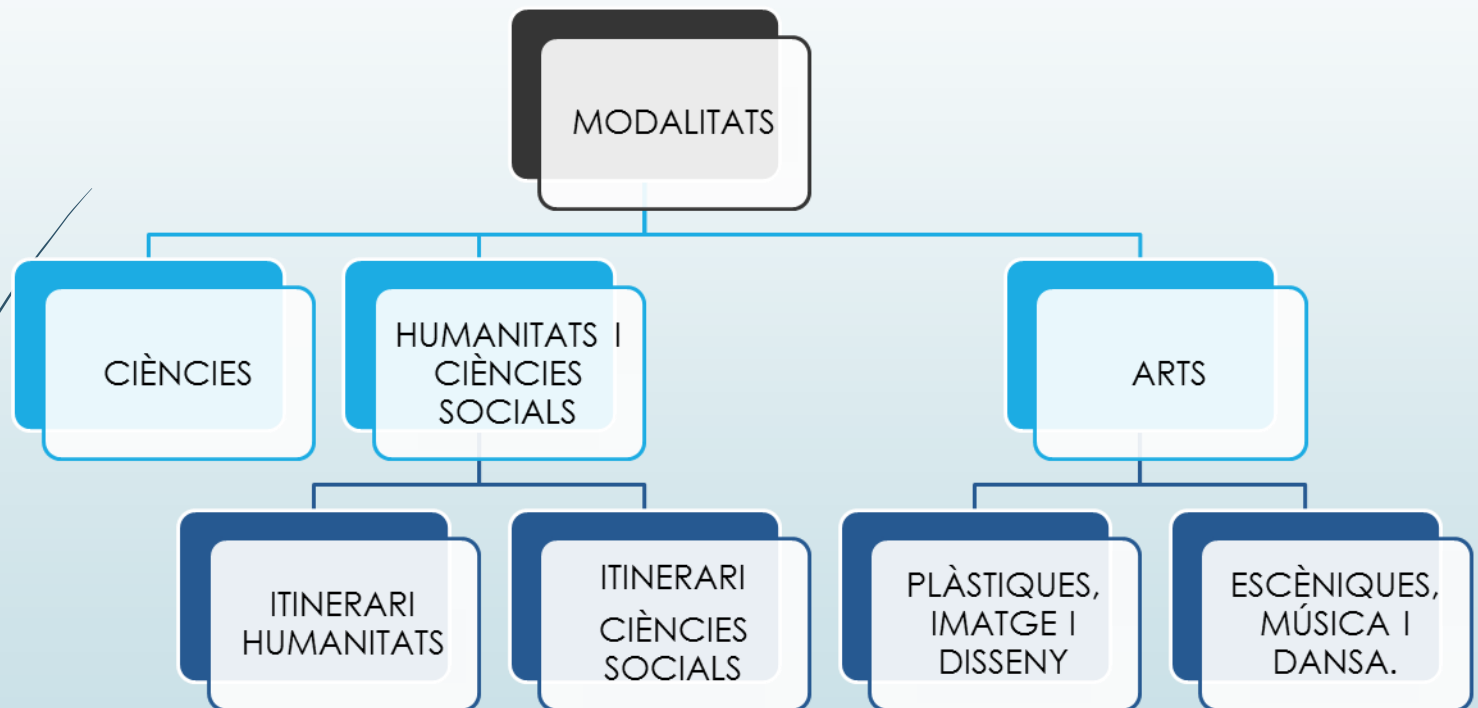 MODALITATS
CIÈNCIES
HUMANITATS I
CIÈNCIES
SOCIALS
ARTS
ITINERARI
HUMANITATS
ITINERARI
CIÈNCIES
SOCIALS
PLÀSTIQUES,
IMATGE I
DISSENY
ESCÈNIQUES,
MÚSICA I
DANSA.